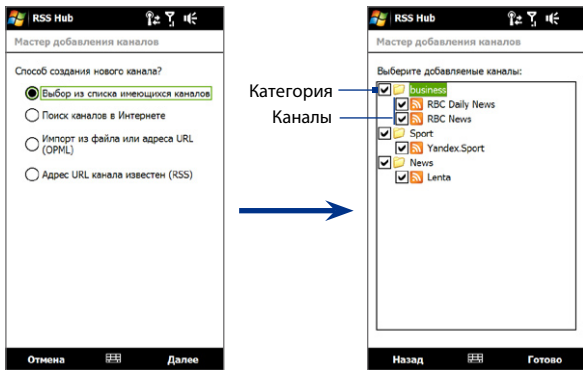 RSS Hub
Мастер добавления каналов
Способ создания нового канала?
Выбор из списка имеющихся каналов
Поиск каналов в Интернете
Импорт из файла или адреса URL
(OPML)
Адрес URL канала известен (RSS)
Отмена
Далее
Категория
Каналы
RSS Hub
Мастер добавления каналов
Выберите добавляемые каналы:
business
RBC Daily News
RBC News
Sport
Yandex.Sport
News
Lenta
Назад
Готово